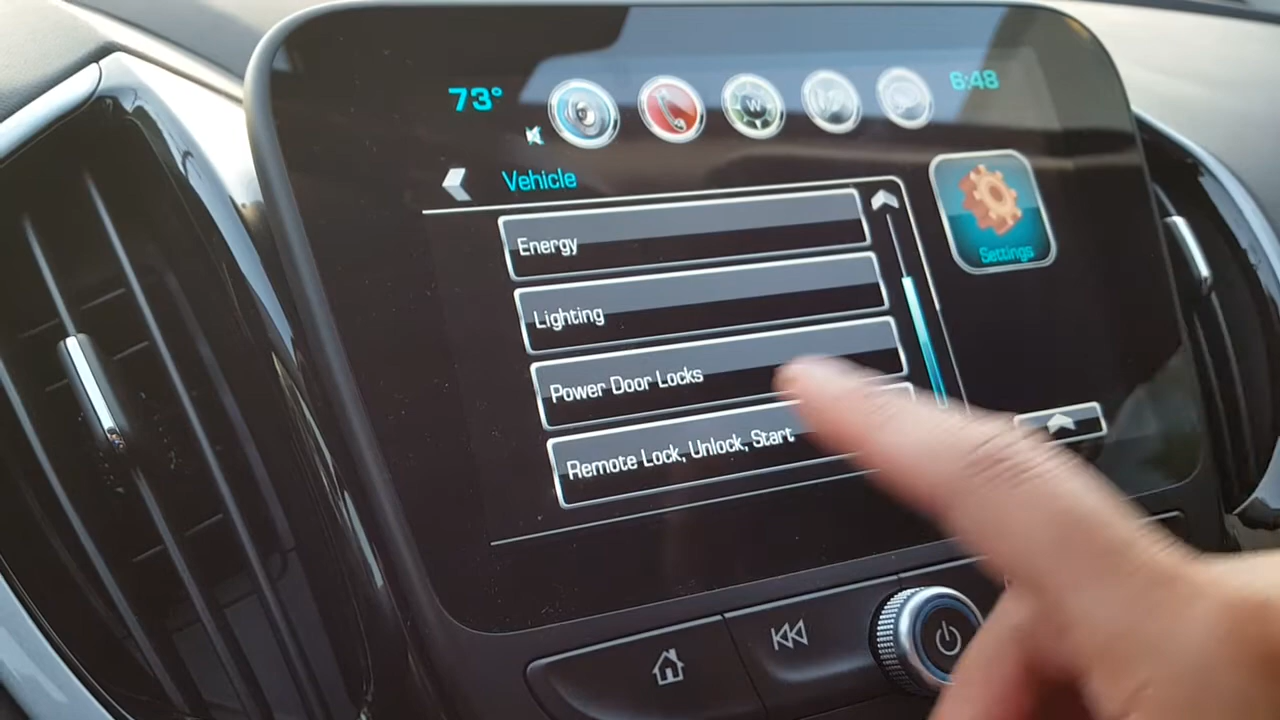 73° 6:48
W
Vehicle
Energy
Settings
Lighting
Power Door Locks
Remote Lock, Unlock, Start